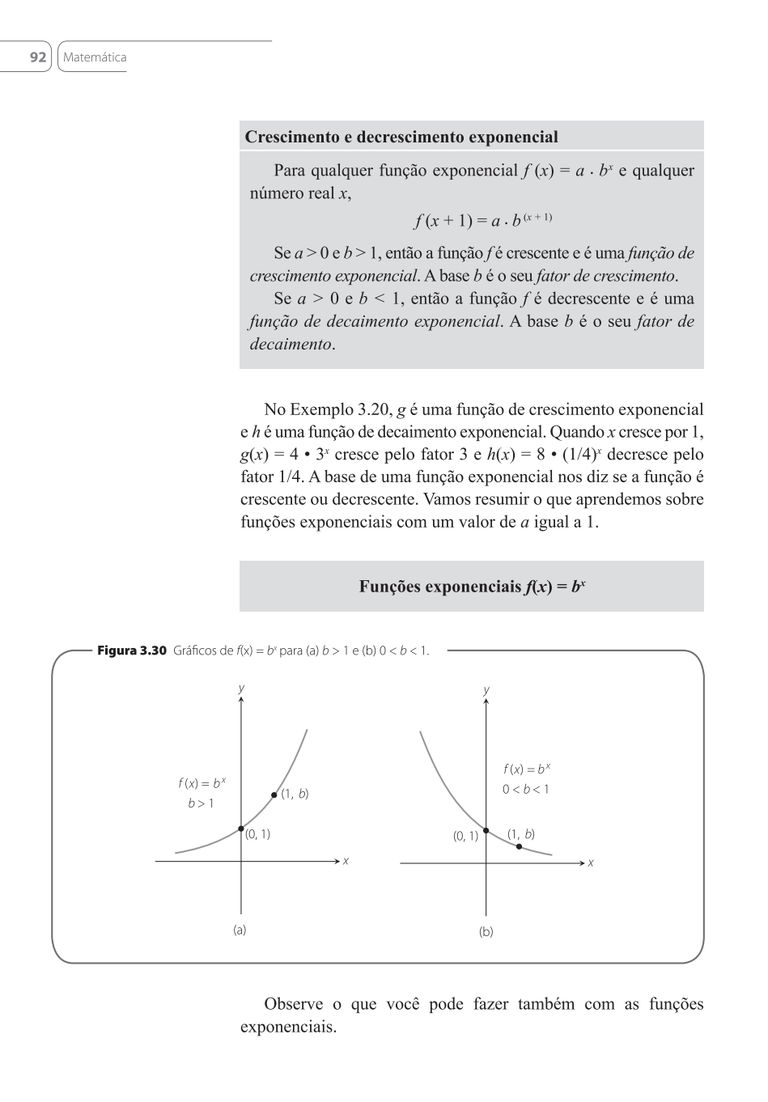 92 Matemática
Crescimento e decrescimento exponencial
Para qualquer função exponencial f (x) = a . bˣ e qualquer
número real x,
f (x + 1) = a . b⁽ˣ ⁺ ¹⁾
Se a > 0 e b > 1, então a função f é crescente e é uma função de
crescimento exponencial. A base b é o seu fator de crescimento.
Se a > 0 e b < 1, então a função f é decrescente e é uma
função de decaimento exponencial. A base b é o seu fator de
decaimento.
No Exemplo 3.20, g é uma função de crescimento exponencial
e h é uma função de decaimento exponencial. Quando x cresce por 1,
g(x) = 4 • 3ˣ cresce pelo fator 3 e h(x) = 8 • (1/4)ˣ decresce pelo
fator 1/4. A base de uma função exponencial nos diz se a função é
crescente ou decrescente. Vamos resumir o que aprendemos sobre
funções exponenciais com um valor de a igual a 1.
Funções exponenciais f(x) = bˣ
Figura 3.30 Gráficos de f(x) = bˣ para (a) b > 1 e (b) 0 < b < 1.
y
f (x) = bˣ
b > 1
(1, b)
(0, 1)
x
(a)
y
f (x) = bˣ
0 < b < 1
(0, 1)
(1, b)
x
(b)
Observe o que você pode fazer também com as funções
exponenciais.